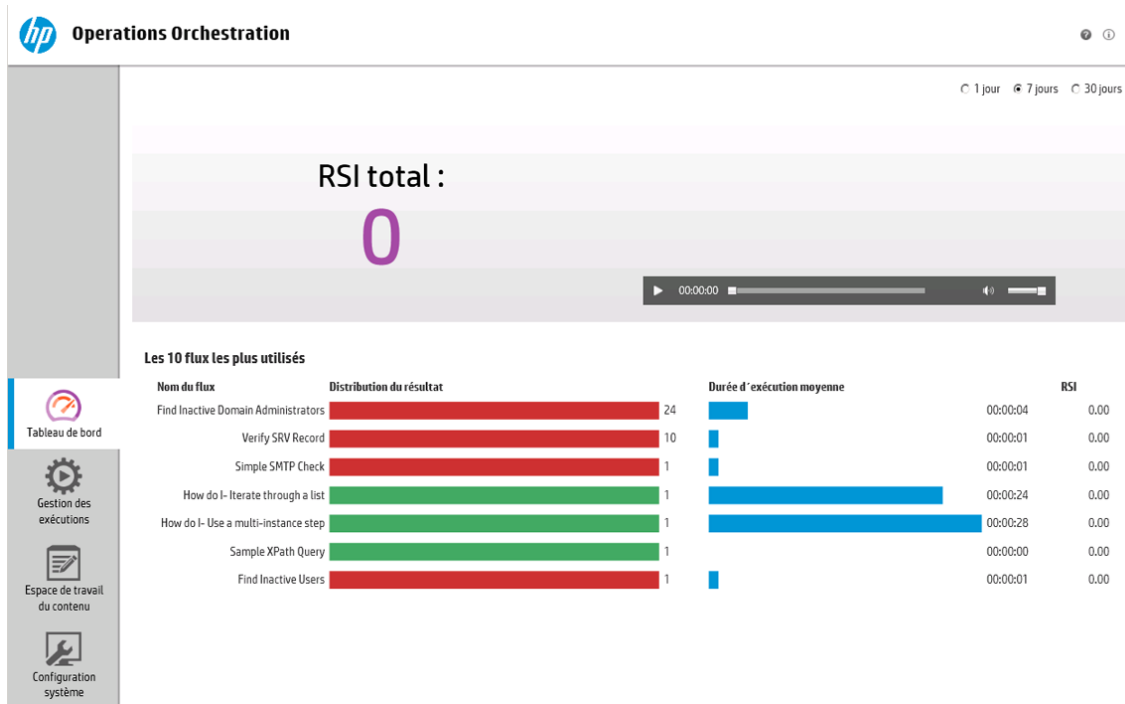 hp Operations Orchestration
1 jour 7 jours 30 jours
RSI total :
0
00:00:00
Les 10 flux les plus utilisés
Nom du flux Distribution du résultat Durée d´exécution moyenne RSI
Find Inactive Domain Administrators 24 00:00:04 0.00
Verify SRV Record 10 00:00:01 0.00
Simple SMTP Check 1 00:00:01 0.00
How do I- Iterate through a list 1 00:00:24 0.00
How do I- Use a multi-instance step 1 00:00:28 0.00
Sample XPath Query 1 00:00:00 0.00
Find Inactive Users 1 00:00:01 0.00
Tableau de bord
Gestion des
exécutions
Espace de travail
du contenu
Configuration
système